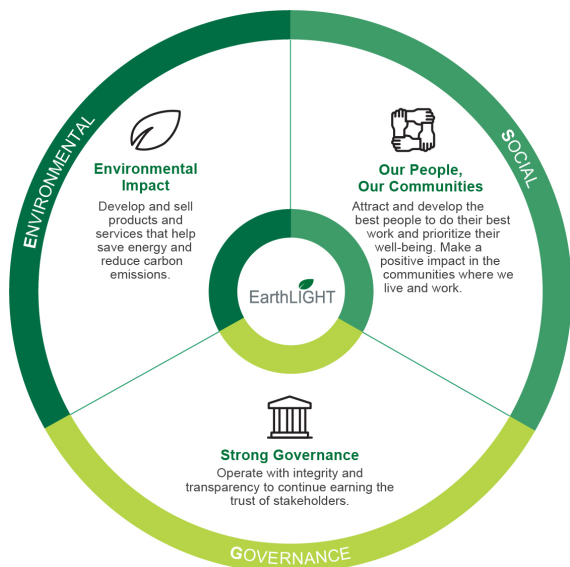 ENVIRONMENTAL
Environmental
Impact
Develop and sell
products and
services that help
save energy and
reduce carbon
emissions.
SOCIAL
Our People,
Our Communities
Attract and develop the
best people to do their best
work and prioritize their
well-being. Make a
positive impact in the
communities where we
live and work.
EarthLIGHT
Strong Governance
Operate with integrity and
transparency to continue earning the
trust of stakeholders.
GOVERNANCE